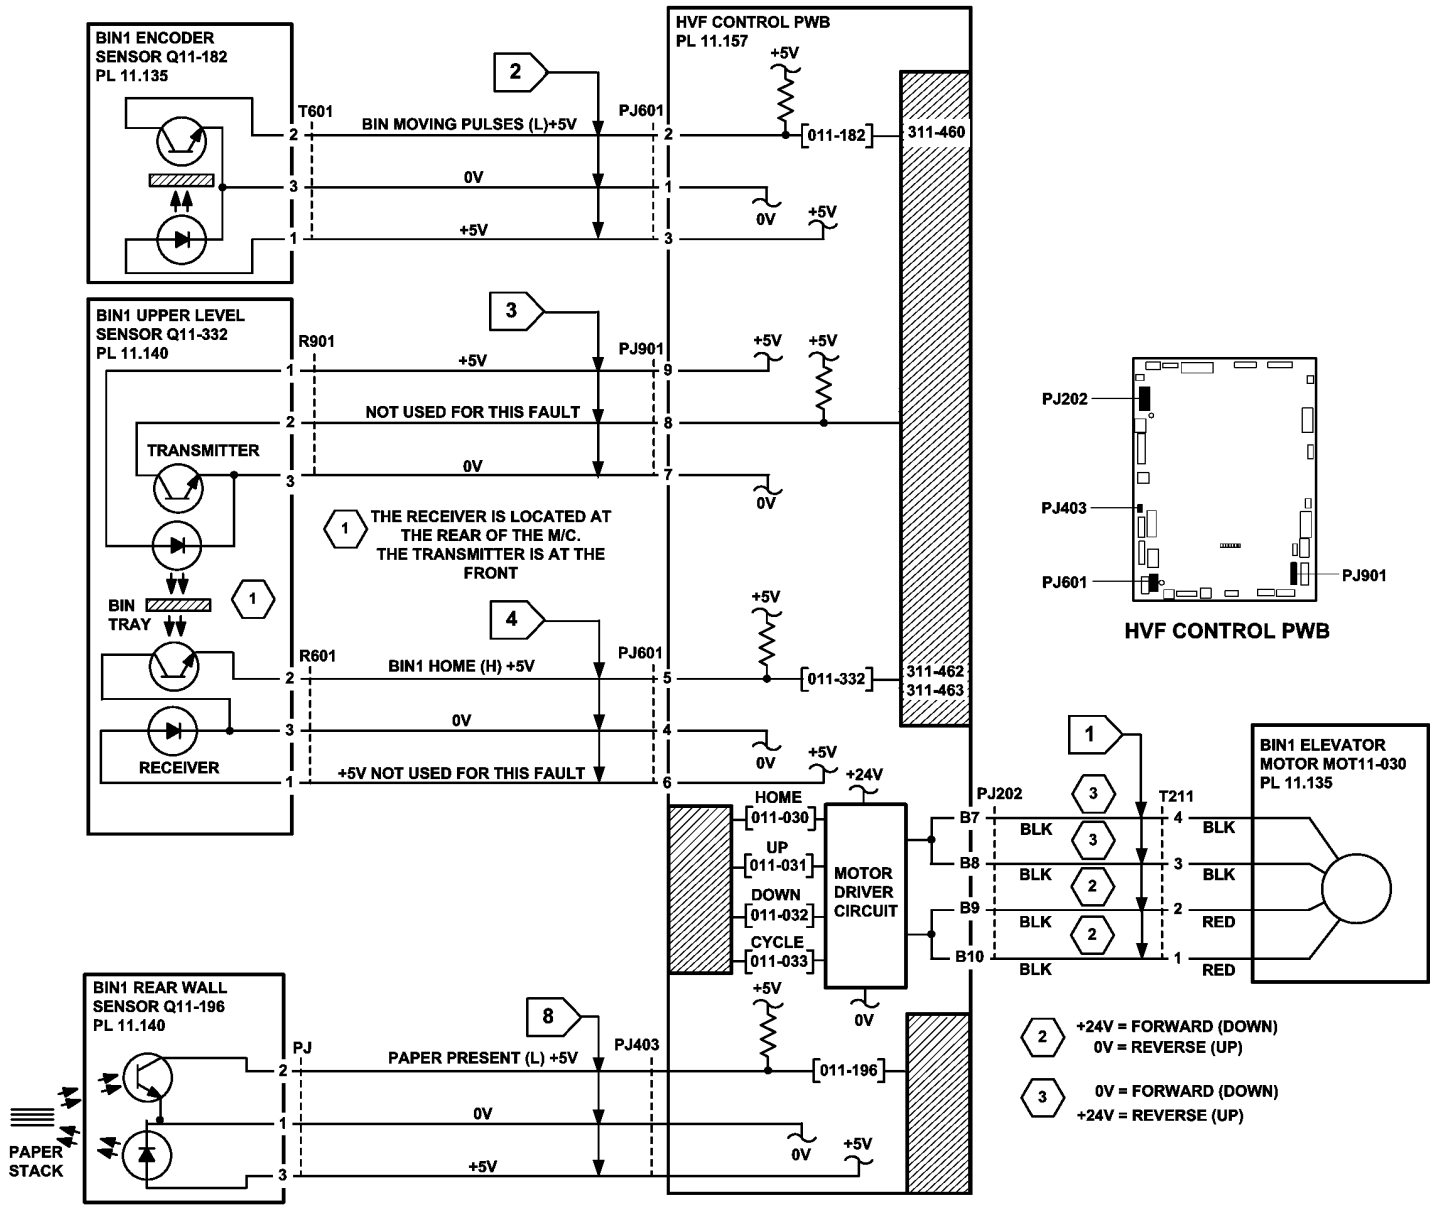 BIN1 ENCODER
SENSOR Q11-182
PL 11.135
T601
2
3
1
2
BIN MOVING PULSES (L)+5V
0V
+5V
PJ601
2
1
3
HVF CONTROL PWB
PL 11.157
+5V
[011-182]
311-460
0V
+5V
BIN1 UPPER LEVEL
SENSOR Q11-332
PL 11.140
R901
1
2
3
3
+5V
NOT USED FOR THIS FAULT
0V
PJ901
9
8
7
+5V
+5V
0V
TRANSMITTER
1
THE RECEIVER IS LOCATED AT
THE REAR OF THE M/C.
THE TRANSMITTER IS AT THE
FRONT
BIN
TRAY
1
R601
2
3
1
RECEIVER
4
BIN1 HOME (H) +5V
0V
+5V NOT USED FOR THIS FAULT
PJ601
5
4
6
+5V
[011-332]
311-462
311-463
0V
+5V
PJ202
PJ403
PJ601
PJ901
HVF CONTROL PWB
+24V
HOME
[011-030]
UP
[011-031]
DOWN
[011-032]
CYCLE
[011-033]
MOTOR
DRIVER
CIRCUIT
0V
B7
B8
B9
B10
PJ202
BLK
BLK
BLK
BLK
1
3
3
2
2
T211
4
3
2
1
BLK
BLK
RED
RED
BIN1 ELEVATOR
MOTOR MOT11-030
PL 11.135
2
+24V = FORWARD (DOWN)
0V = REVERSE (UP)
3
0V = FORWARD (DOWN)
+24V = REVERSE (UP)
BIN1 REAR WALL
SENSOR Q11-196
PL 11.140
PAPER
STACK
PJ
2
1
3
8
PAPER PRESENT (L) +5V
0V
+5V
PJ403
+5V
[011-196]
0V
+5V